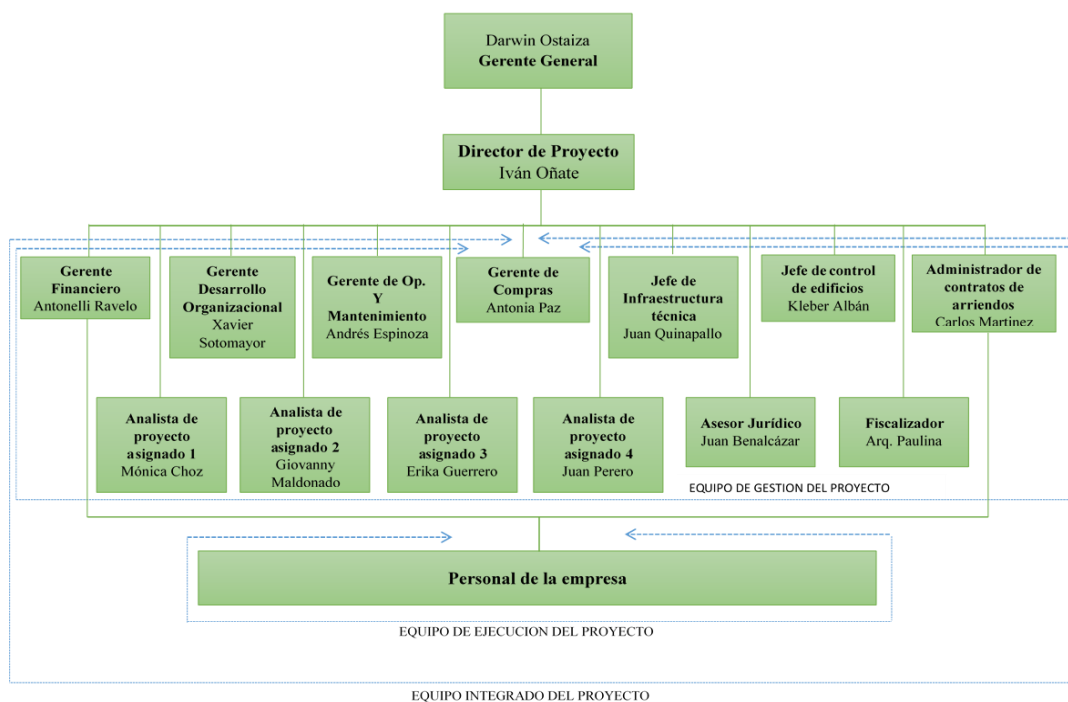 Darwin Ostaiza
Gerente General
Director de Proyecto
Iván Oñate
Gerente
Financiero
Antonelli Ravelo
Gerente
Desarrollo
Organizacional
Xavier
Sotomayor
Gerente de Op.
Y
Mantenimiento
Andrés Espinoza
Gerente de
Compras
Antonia Paz
Jefe de
Infraestructura
técnica
Juan Quinapallo
Jefe de control
de edificios
Kleber Albán
Administrador de
contratos de
arriendos
Carlos Martinez
Analista de
proyecto
asignado 1
Mónica Choz
Analista de
proyecto
asignado 2
Giovanny
Maldonado
Analista de
proyecto
asignado 3
Erika Guerrero
Analista de
proyecto
asignado 4
Juan Perero
Asesor Jurídico
Juan Benalcázar
Fiscalizador
Arq. Paulina
EQUIPO DE GESTION DEL PROYECTO
Personal de la empresa
EQUIPO DE EJECUCION DEL PROYECTO
EQUIPO INTEGRADO DEL PROYECTO